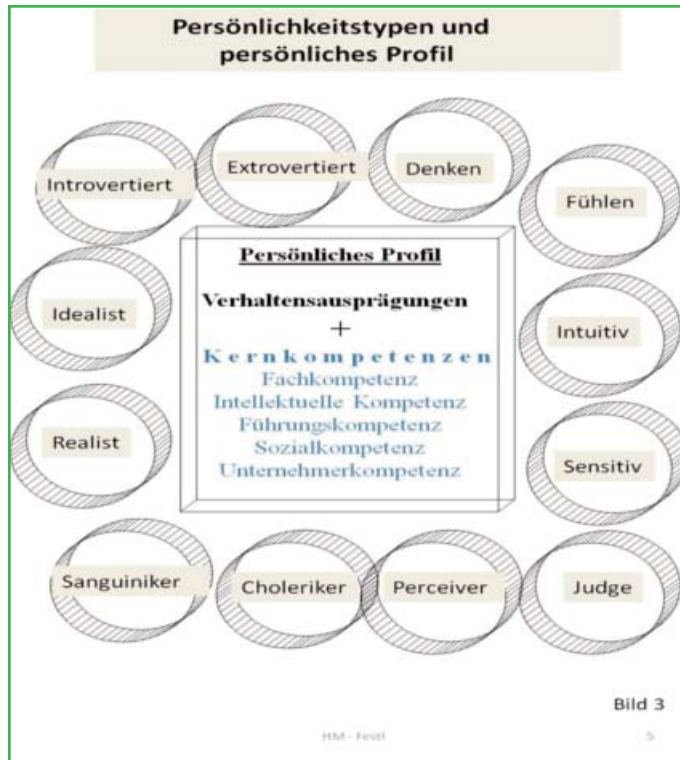 Persönlichkeitstypen und
persönliches Profil
Introvertiert
Extrovertiert
Denken
Fühlen
Idealist
Persönliches Profil
Verhaltensausprägungen
+
Kernkompetenzen
Fachkompetenz
Intellektuelle Kompetenz
Führungskompetenz
Sozialkompetenz
Unternehmerkompetenz
Intuitiv
Realist
Sensitiv
Sanguiniker
Choleriker
Perceiver
Judge
Bild 3
HM - Festl
5